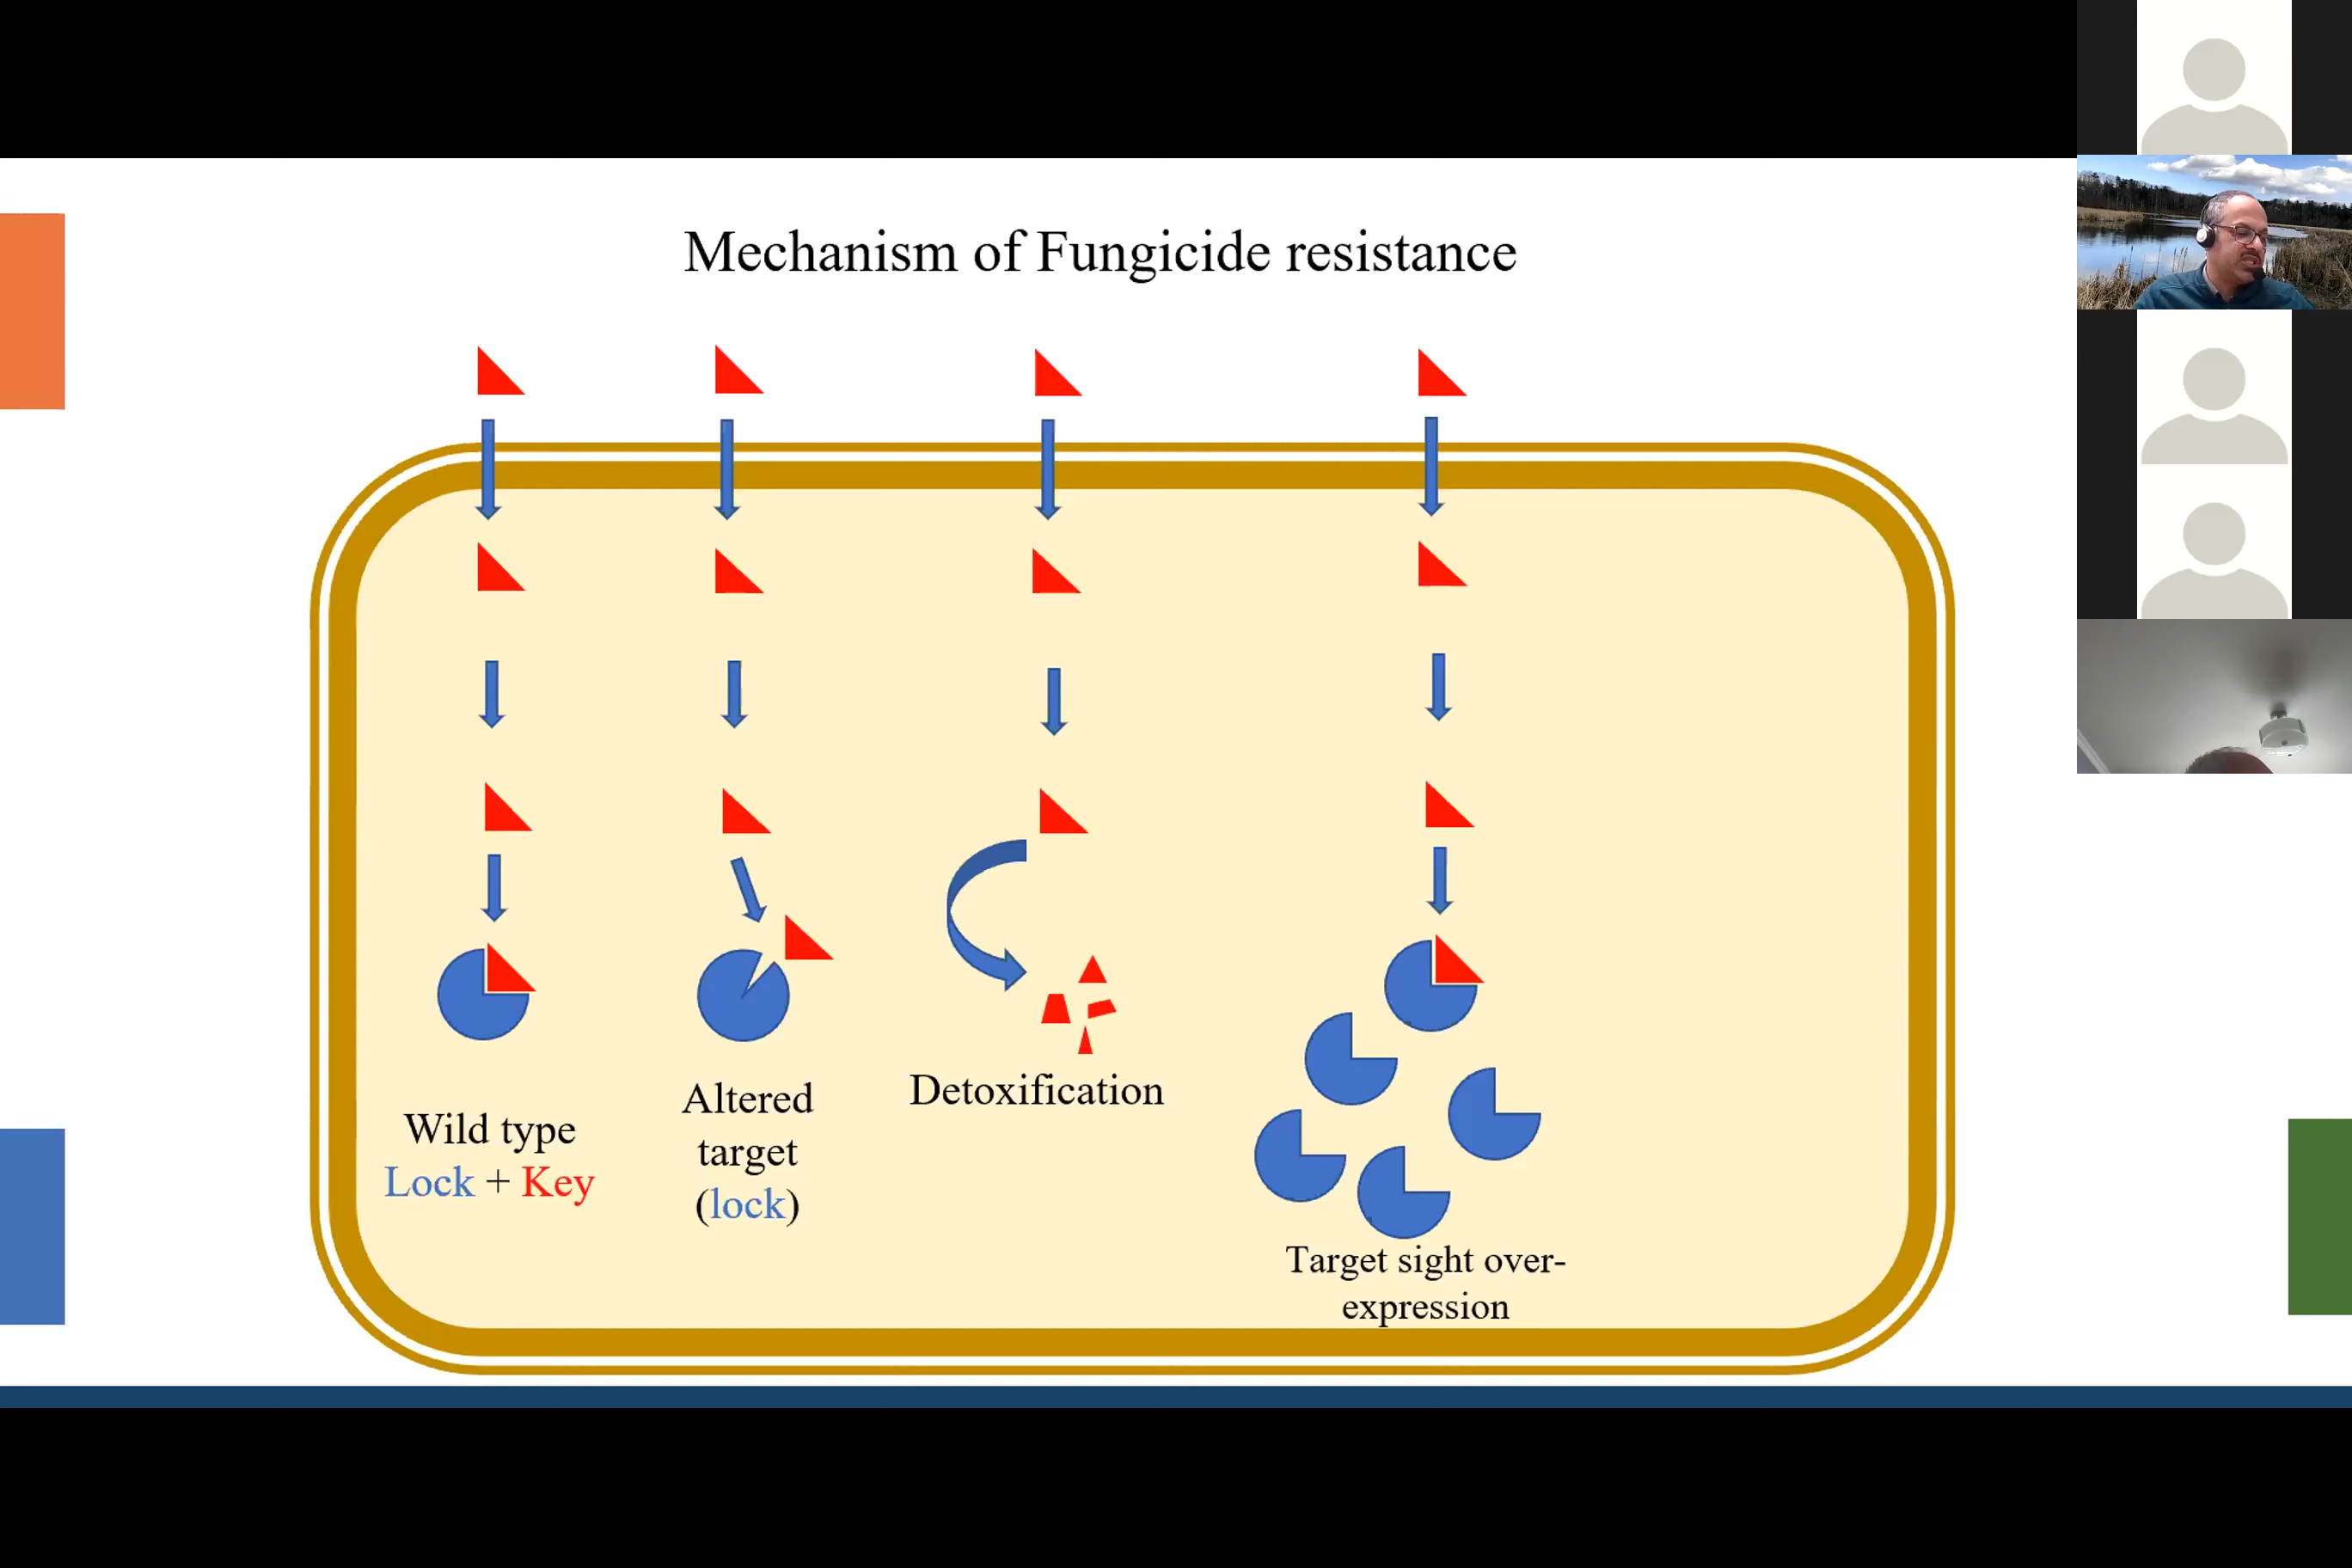 Mechanism of Fungicide resistance
Wild type
Lock + Key
Altered
target
(lock)
Detoxification
Target sight over-
expression